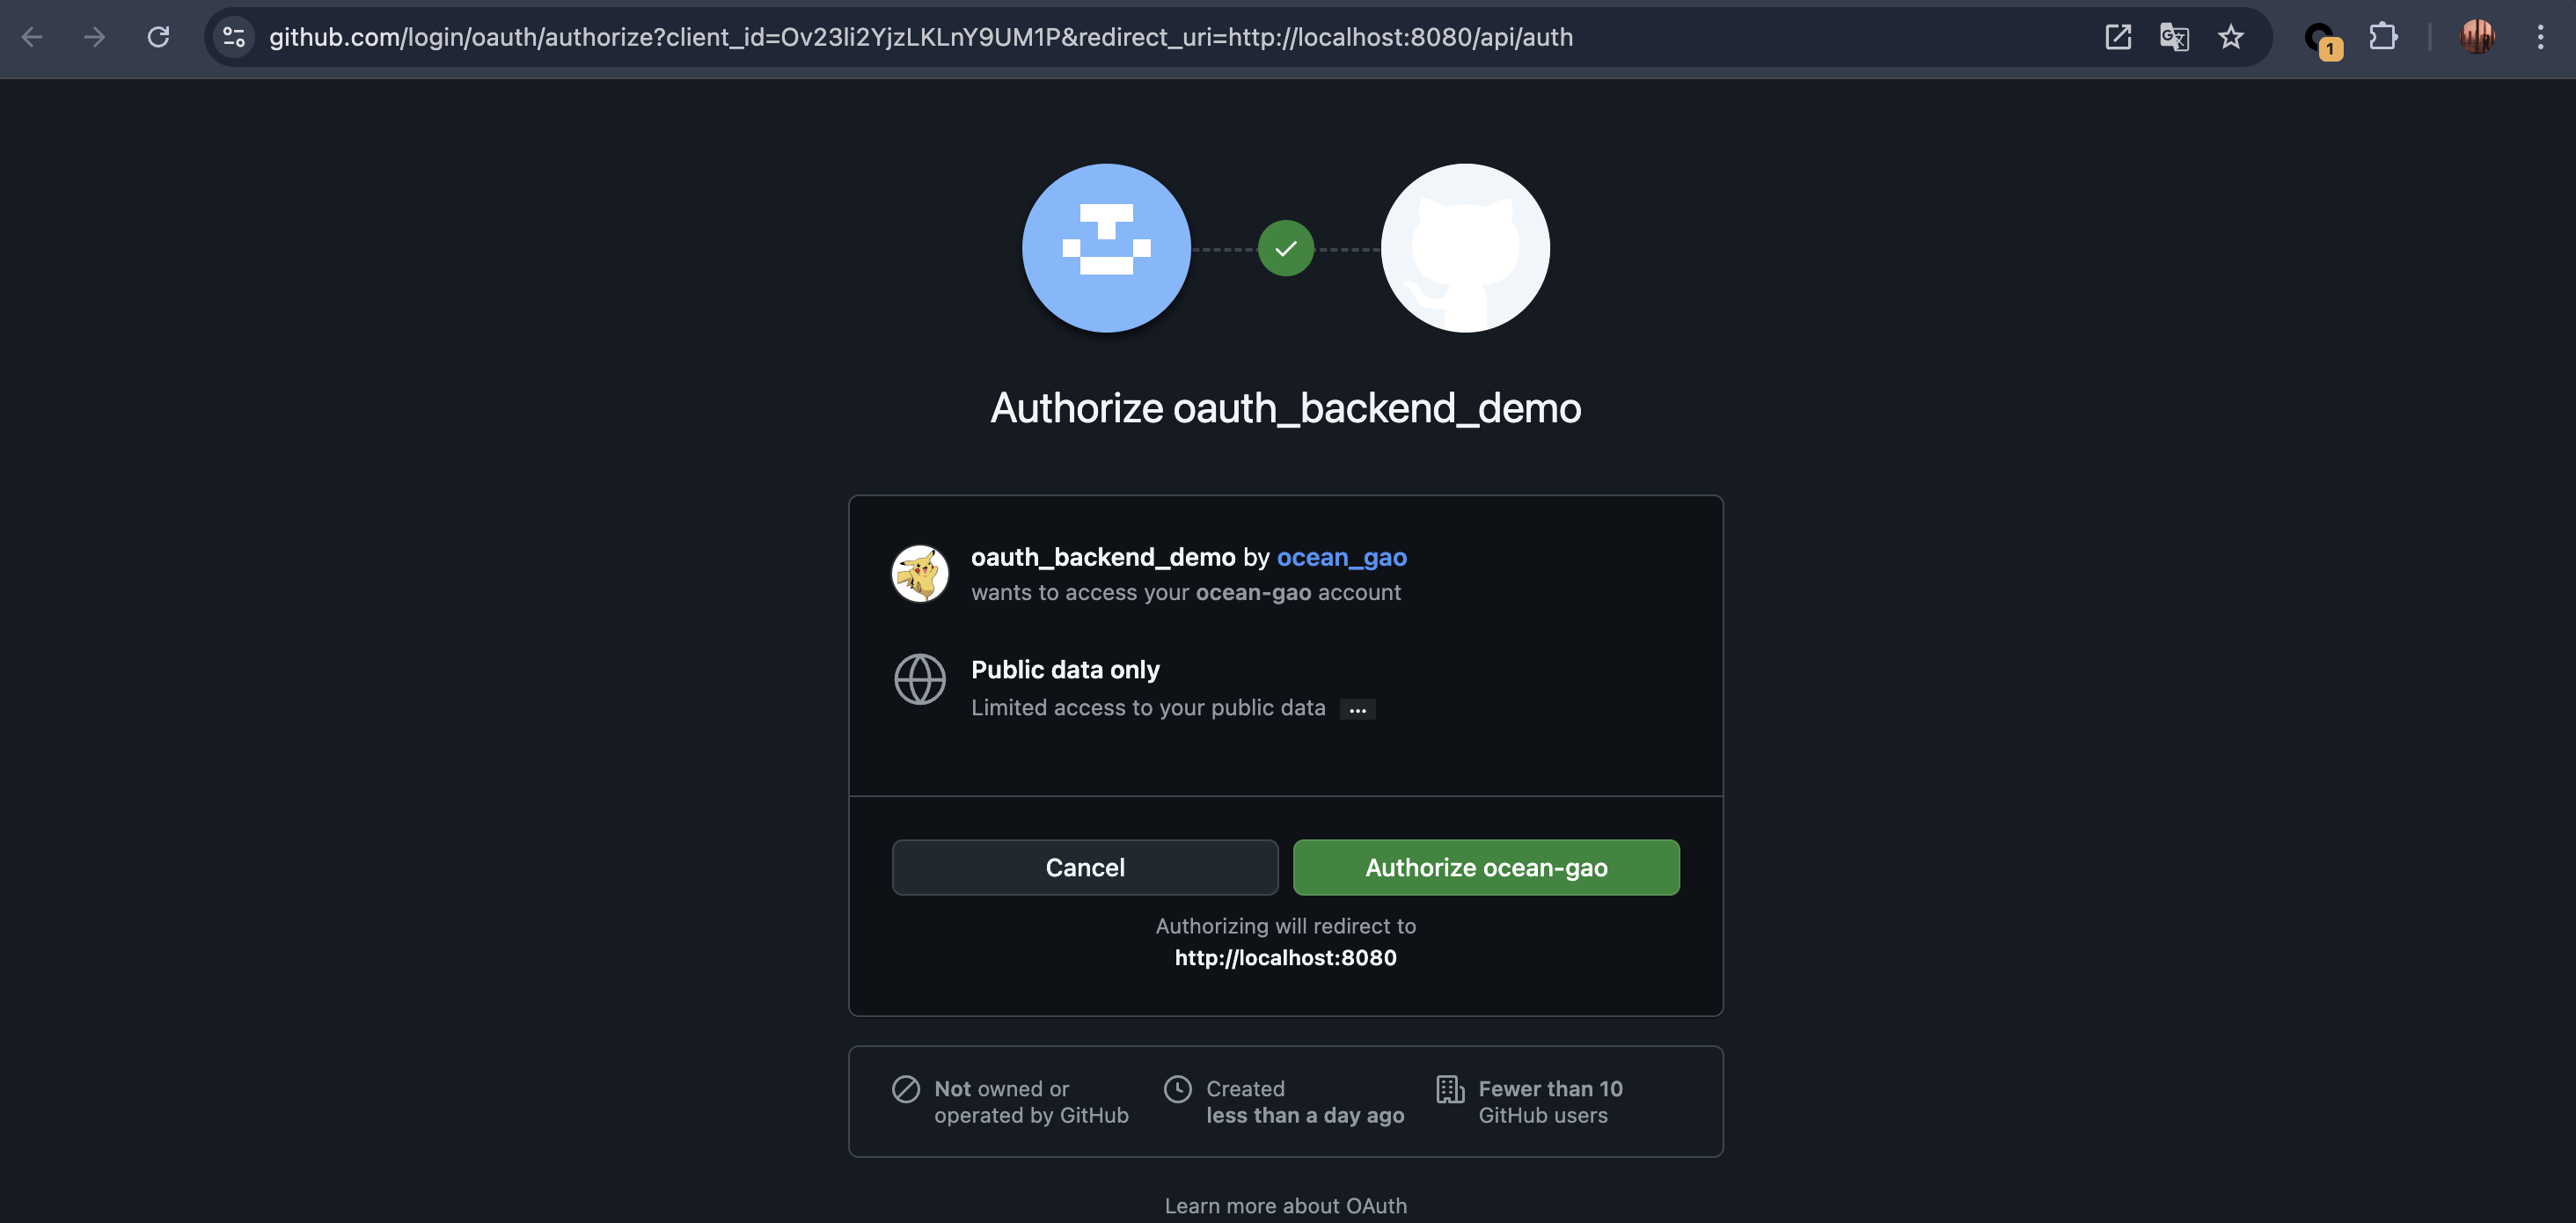 github.com/login/oauth/authorize?client_id=Ov23li2YjzLKLnY9UM1P&redirect_uri=http://localhost:8080/api/auth
1
Authorize oauth_backend_demo
oauth_backend_demo by ocean_gao
wants to access your ocean-gao account
Public data only
Limited access to your public data ...
Cancel
Authorize ocean-gao
Authorizing will redirect to
http://localhost:8080
Not owned or
operated by GitHub
Created
less than a day ago
Fewer than 10
GitHub users
Learn more about OAuth